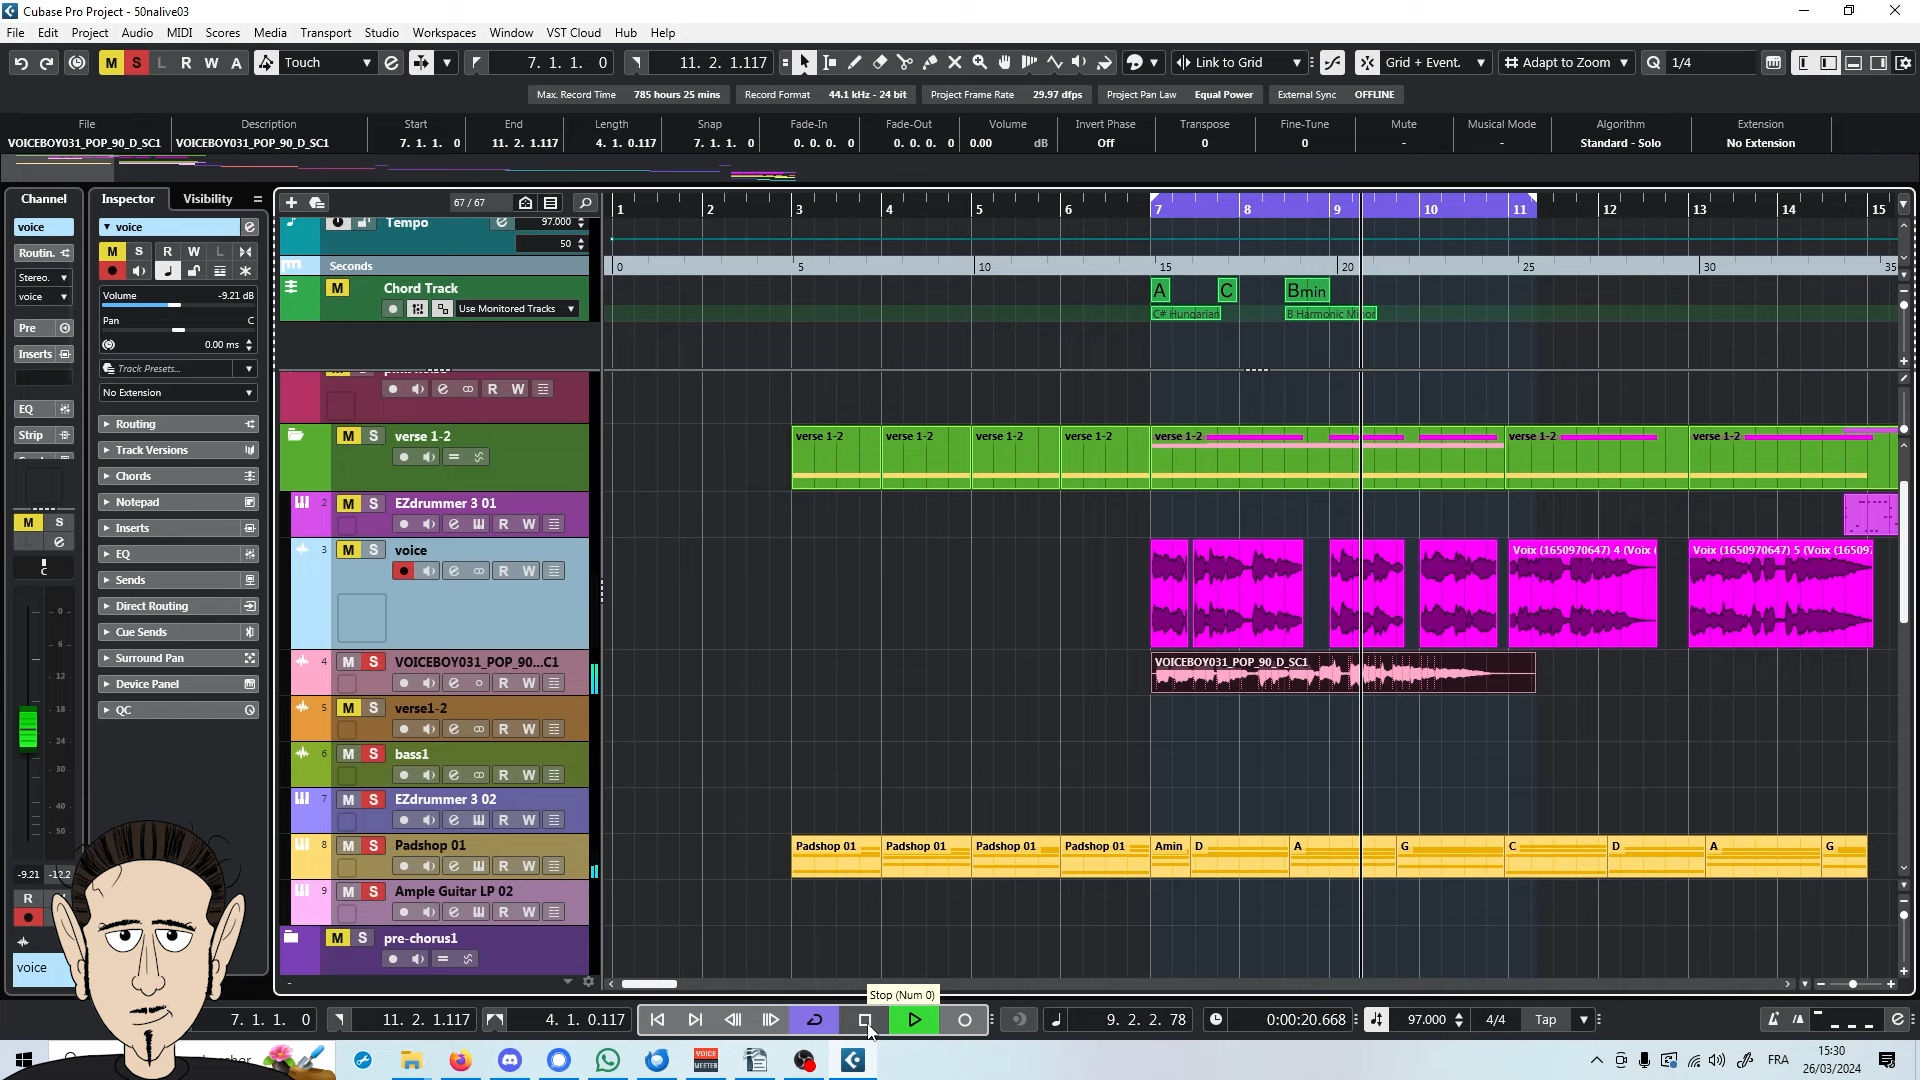 Cubase Pro Project - 50nalive03
File Edit Project Audio MIDI Scores Media Transport Studio Workspaces Window VST Cloud Hub Help
M S L R W A Touch 7. 1. 1. 0 11. 2. 1.117 Link to Grid Grid + Event. Adapt to Zoom Q 1/4
Max. Record Time 785 hours 25 mins Record Format 44.1 kHz - 24 bit Project Frame Rate 29.97 dfps Project Pan Law Equal Power External Sync OFFLINE
File Description Start End Length Snap Fade-In Fade-Out Volume Invert Phase Transpose Fine-Tune Mute Musical Mode Algorithm Extension
VOICEBOY031_POP_90_D_SC1 VOICEBOY031_POP_90_D_SC1 7. 1. 1. 0 11. 2. 1.117 4. 1. 0.117 7. 1. 1. 0 0. 0. 0. 0 0. 0. 0. 0 0.00 dB Off 0 0 - - Standard - Solo No Extension
Channel Inspector Visibility 67 / 67
1 2 3 4 5 6 7 8 9 10 11 12 13 14 15
voice voice Tempo 97.000
50
Routin. M S R W L
Seconds 0 5 10 15 20 25 30 35
Stereo.
voice
Volume -9.21 dB
Pan C
0.00 ms
M Chord Track A C Bmin
Use Monitored Tracks C# Hungarian B Harmonic Minor
Pre
Inserts
Track Presets...
No Extension
R W
EQ
Strip
Routing
Track Versions
Chords
Notepad
Inserts
EQ
Sends
Direct Routing
Cue Sends
Surround Pan
Device Panel
QC
M S verse 1-2 verse 1-2 verse 1-2 verse 1-2 verse 1-2 verse 1-2 verse 1-2 verse 1-2
2 M S EZdrummer 3 01
R W
3 M S voice Voix (1650970647) 4 (Voix ( Voix (1650970647) 5 (Voix (16509
R W
4 M S VOICEBOY031_POP_90...C1 VOICEBOY031_POP_90_D_SC1
R W
5 M S verse1-2
R W
6 M S bass1
R W
7 M S EZdrummer 3 02
R W
8 M S Padshop 01 Padshop 01 Padshop 01 Padshop 01 Padshop 01 Amin D A G C D A G
R W
9 M S Ample Guitar LP 02
R W
M S pre-chorus1
M S
L
C
0
6
12
18
24
30
40
50
-9.21 -12.2
R
voice
Stop (Num 0)
7. 1. 1. 0 11. 2. 1.117 4. 1. 0.117 9. 2. 2. 78 0:00:20.668 97.000 4/4 Tap
VOICE
MEETER
FRA 15:30
26/03/2024